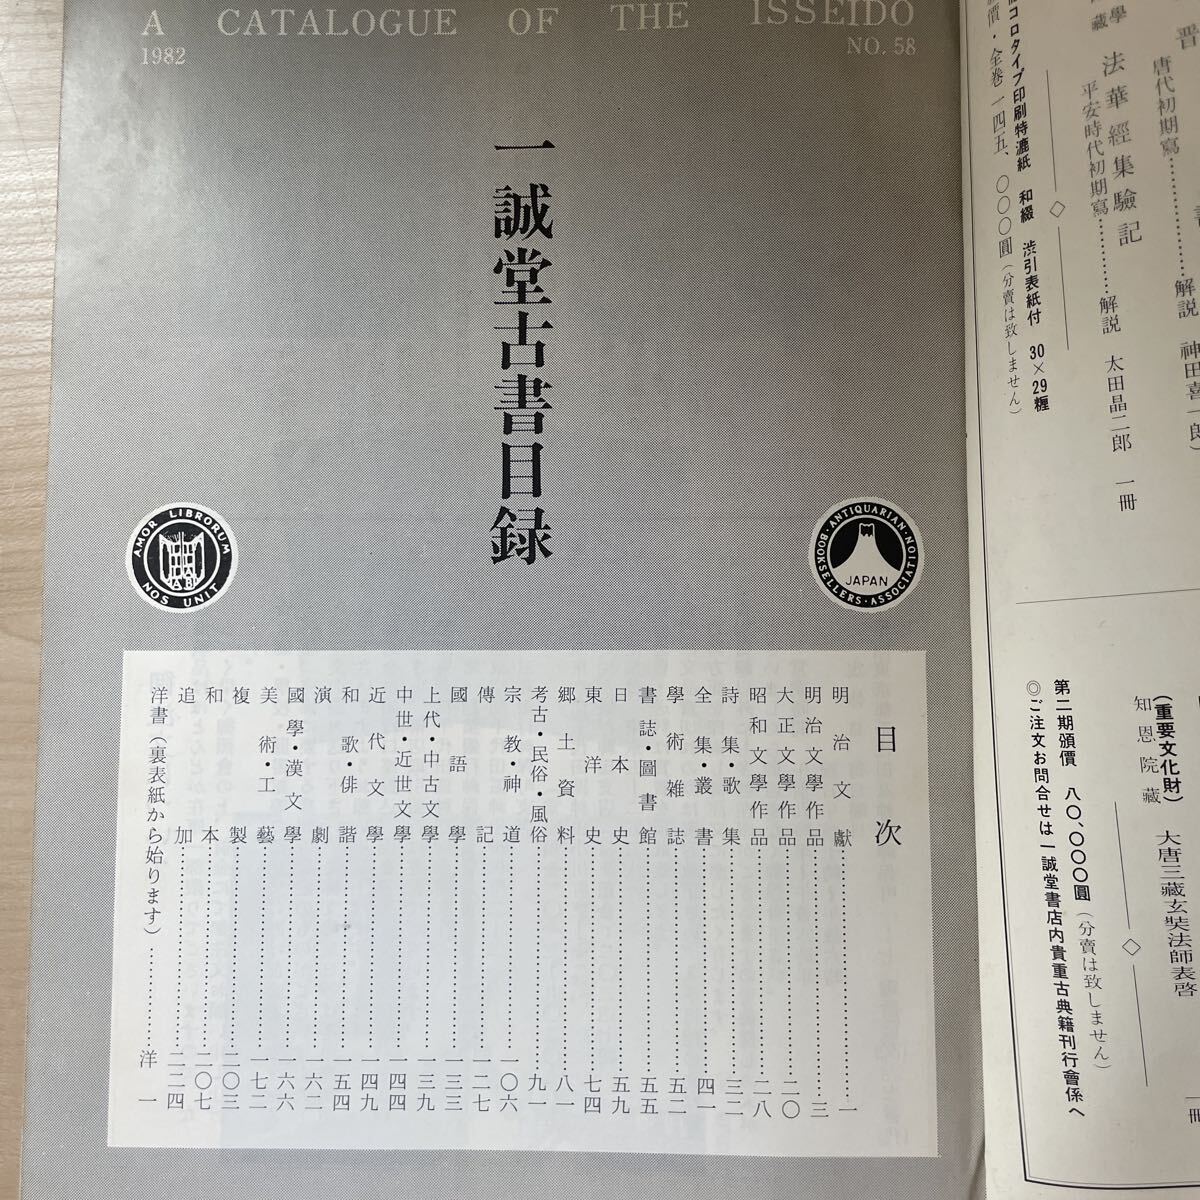 A CATALOGUE OF THE ISSEIDO
1982
NO. 58
一誠堂古書目録
AMOR LIBRORUM NOS UNIT
ANTIQUARIAN BOOKSELLERS・ASSOCIATION・
JAPAN
目次
明治文獻……一
明治文學作品……三
大正文學作品……二〇
昭和文學作品……二八
詩集・歌集……三二
全集・叢書……四一
學術雑誌……五二
書誌・圖書館……五五
日本史……五九
東洋史……七四
郷土資料……八一
考古・民俗・風俗……九一
宗教・神道……一〇六
傳記……一二七
國語學……一三三
上代・中古文學……一三九
中世・近世文學……一四四
近代文學……一四九
和歌・俳諧……一五四
演劇……一六二
國學・漢文學……一六六
美術・工藝……一七二
複製……二〇三
和本……二〇七
追加……二二四
洋書（裏表紙から始ります）……洋一
唐代初期寫……解説 神田喜一郎）
法華經集驗記
平安時代初期寫……解説 太田晶二郎 一冊
コロタイプ印刷特漉紙 和綴 渋引表紙付 30×29糎
價・全巻一四五、〇〇〇圓（分賣は致しません）
（重要文化財） 大唐三藏玄奘法師表啓
知恩院藏
第二期頒價 八〇、〇〇〇圓（分賣は致しません）
◎ご注文お問合せは一誠堂書店内貴重古典籍刊行會係へ